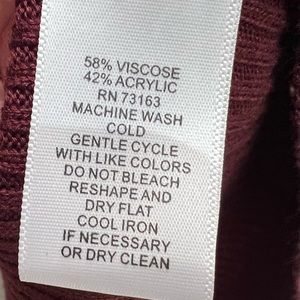 58% VISCOSE
42% ACRYLIC
RN 73163
MACHINE WASH
COLD
GENTLE CYCLE
WITH LIKE COLORS
DO NOT BLEACH
RESHAPE AND
DRY FLAT
COOL IRON
IF NECESSARY
OR DRY CLEAN